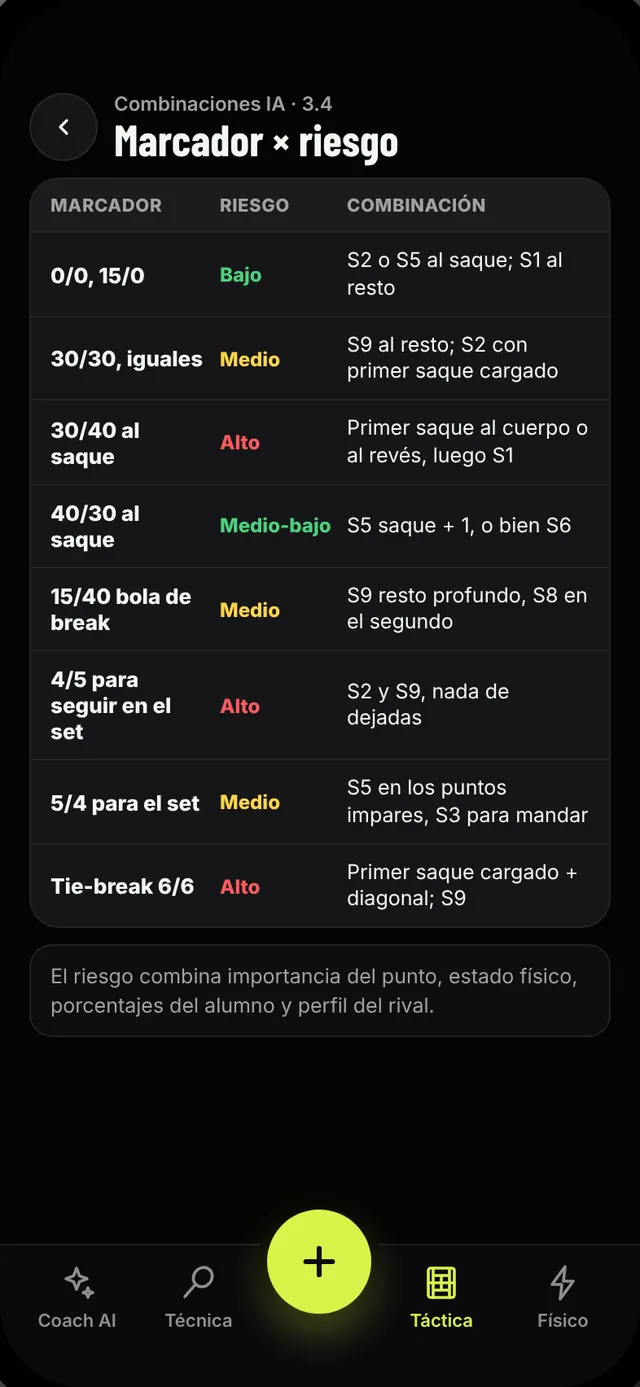 Combinaciones IA · 3.4
Marcador × riesgo
MARCADOR RIESGO COMBINACIÓN
0/0, 15/0 Bajo S2 o S5 al saque; S1 al
resto
30/30, iguales Medio S9 al resto; S2 con
primer saque cargado
30/40 al
saque
Alto
Primer saque al cuerpo o
al revés, luego S1
40/30 al
saque
Medio-bajo
S5 saque + 1, o bien S6
15/40 bola de
break
Medio
S9 resto profundo, S8 en
el segundo
4/5 para
seguir en el
set
Alto
S2 y S9, nada de
dejadas
5/4 para el set Medio S5 en los puntos
impares, S3 para mandar
Tie-break 6/6 Alto Primer saque cargado +
diagonal; S9
El riesgo combina importancia del punto, estado físico,
porcentajes del alumno y perfil del rival.
Coach AI Técnica Táctica Físico